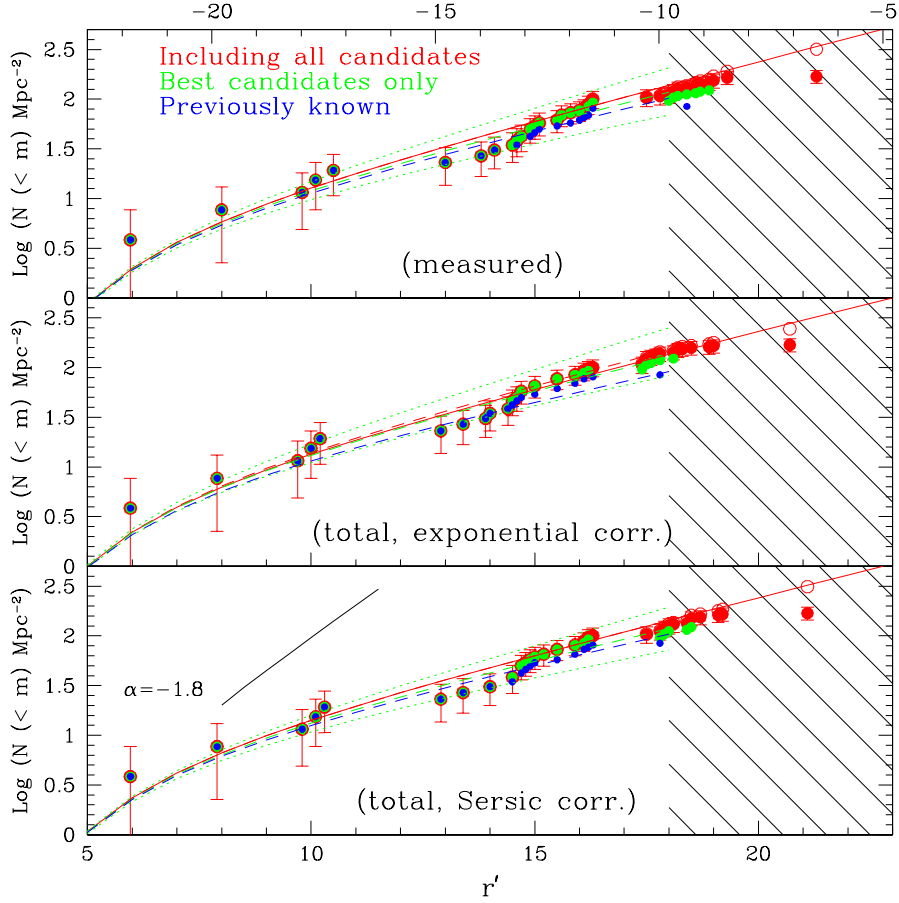 −20 −15 −10 −5
Including all candidates
Best candidates only
Previously known
(measured)
Log (N (< m) Mpc⁻²)
2.5
2
1.5
1
0.5
0
(total, exponential corr.)
Log (N (< m) Mpc⁻²)
2.5
2
1.5
1
0.5
0
α=−1.8
(total, Sersic corr.)
Log (N (< m) Mpc⁻²)
2.5
2
1.5
1
0.5
0
5 10 15 20
r′